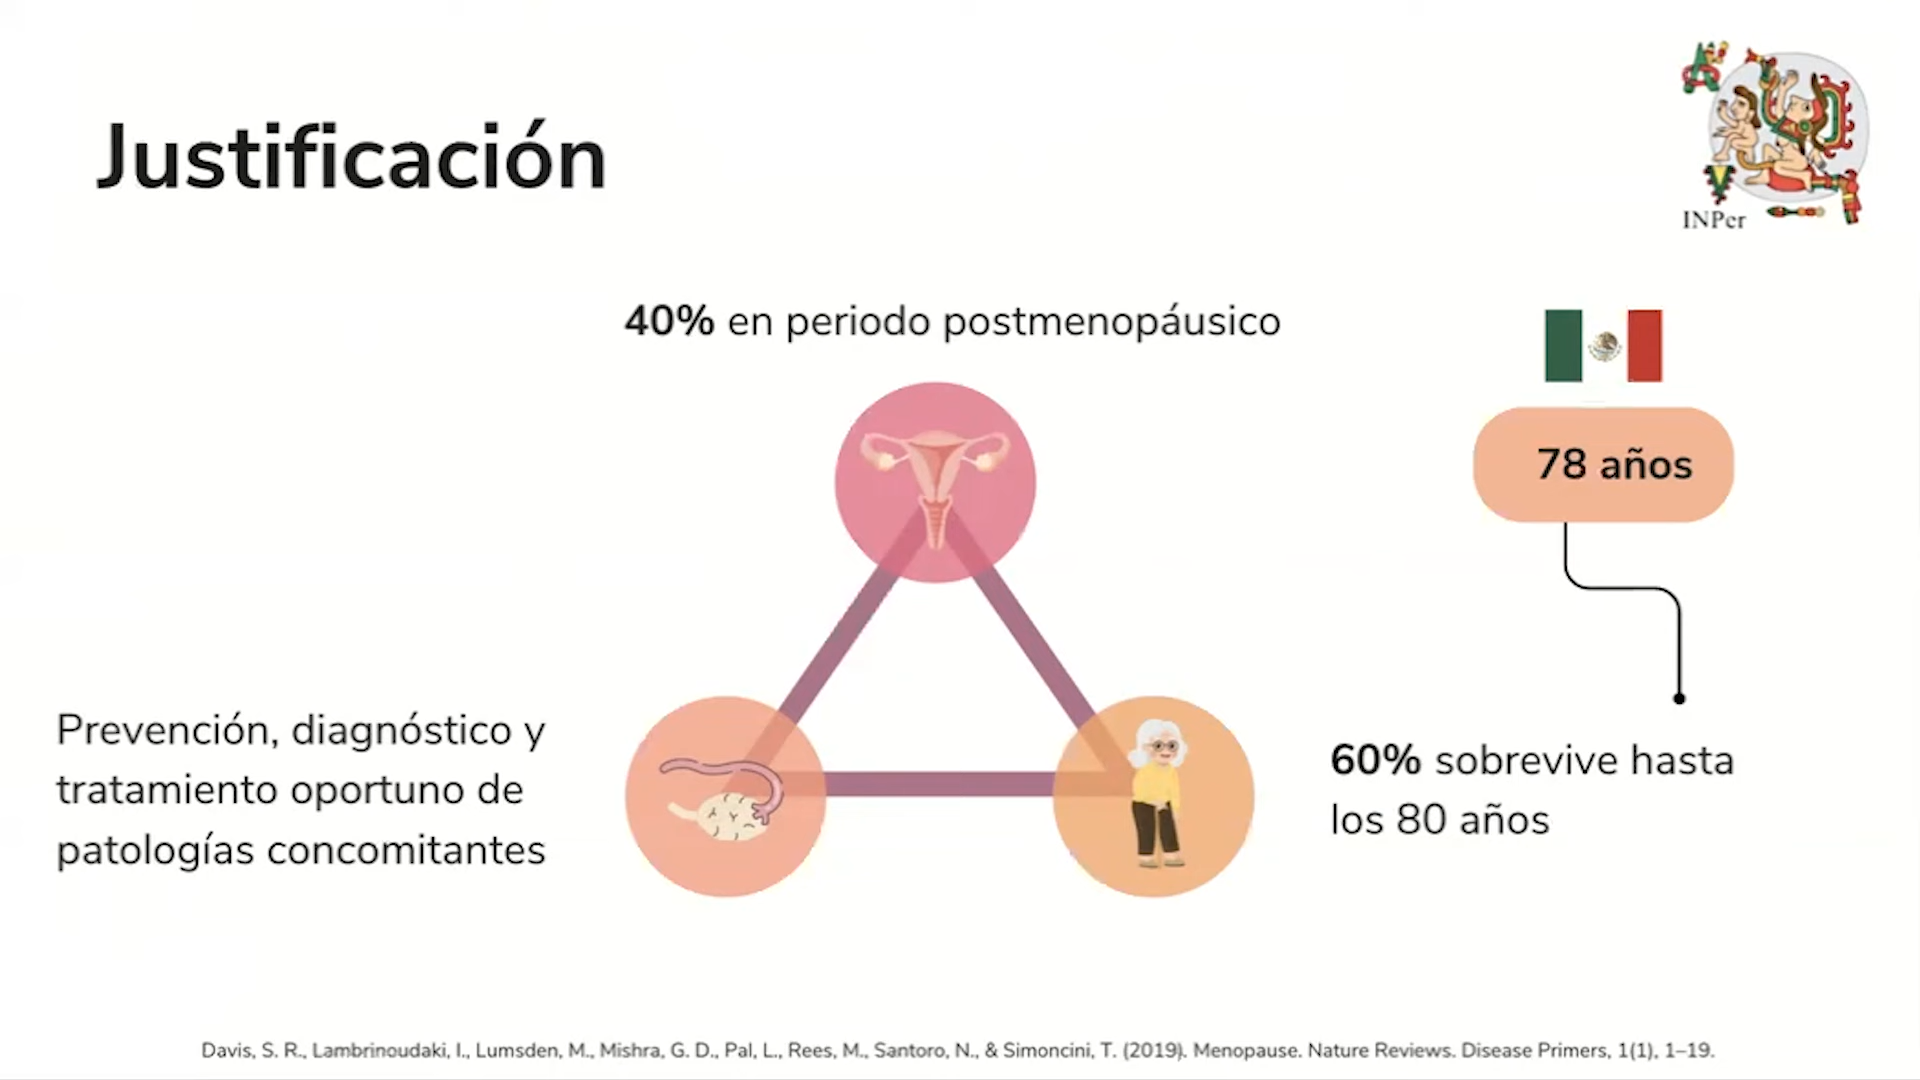 Justificación
INPer
40% en periodo postmenopáusico
78 años
Prevención, diagnóstico y
tratamiento oportuno de
patologías concomitantes
60% sobrevive hasta
los 80 años
Davis, S. R., Lambrinoudaki, I., Lumsden, M., Mishra, G. D., Pal, L., Rees, M., Santoro, N., & Simoncini, T. (2019). Menopause. Nature Reviews. Disease Primers, 1(1), 1–19.